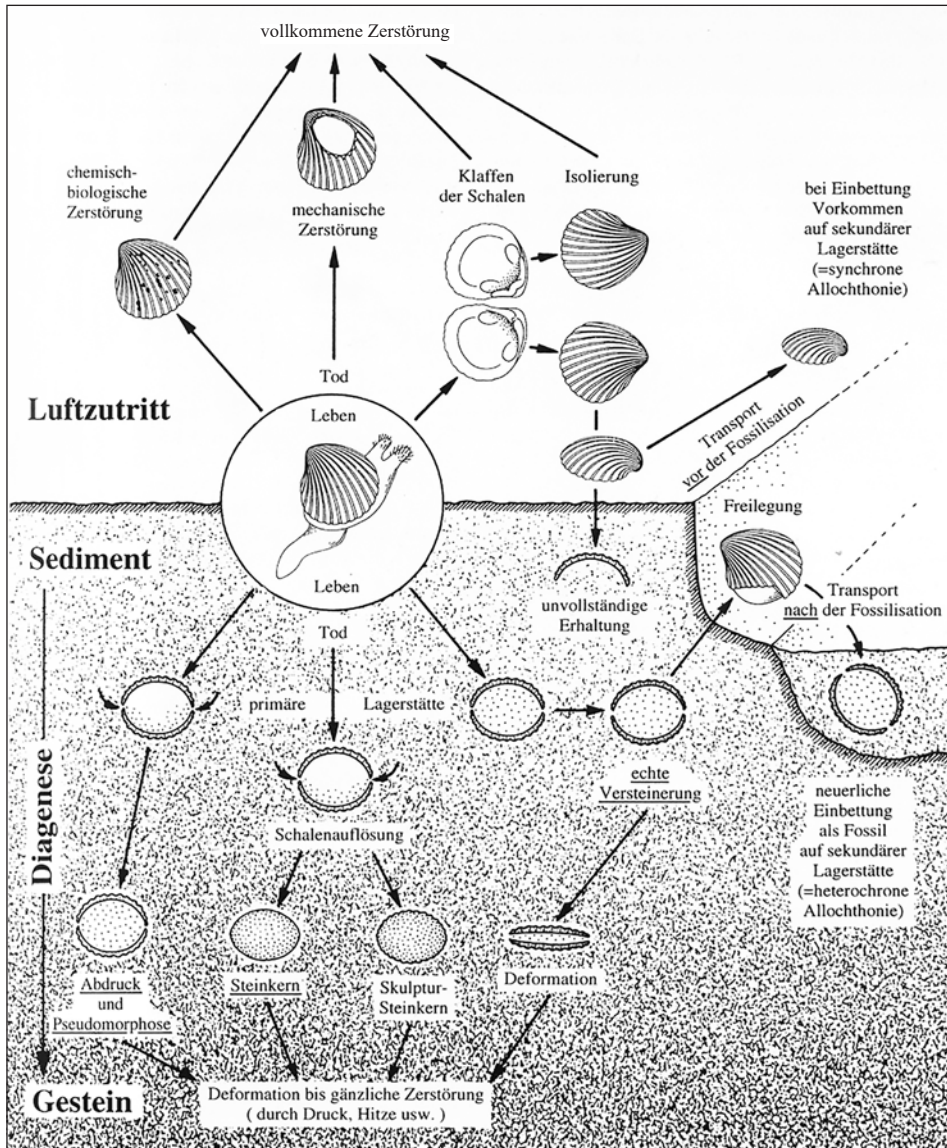 vollkommene Zerstörung
chemisch-
biologische
Zerstörung
mechanische
Zerstörung
Klaffen
der Schalen
Isolierung
bei Einbettung
Vorkommen
auf sekundärer
Lagerstätte
(=synchrone
Allochthonie)
Tod
Luftzutritt
Leben
Transport
vor der Fossilisation
Freilegung
Sediment
Leben
unvollständige
Erhaltung
Transport
nach der Fossilisation
Tod
primäre
Lagerstätte
Diagenese
echte
Versteinerung
Schalenauflösung
neuerliche
Einbettung
als Fossil
auf sekundärer
Lagerstätte
(=heterochrone
Allochthonie)
Abdruck
und
Pseudomorphose
Steinkern
Skulptur-
Steinkern
Deformation
Gestein
Deformation bis gänzliche Zerstörung
( durch Druck, Hitze usw. )